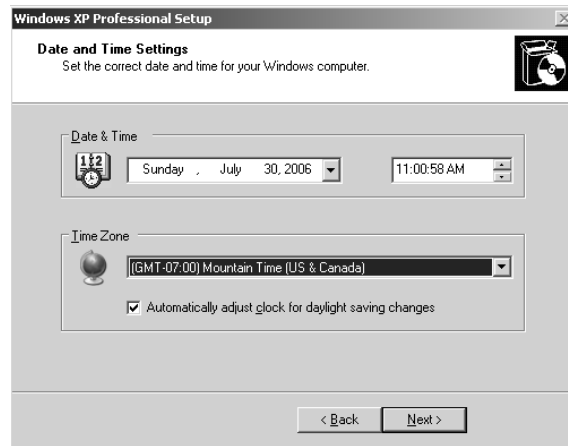 Windows XP Professional Setup
Date and Time Settings
Set the correct date and time for your Windows computer.
Date & Time
Sunday , July 30, 2006
11:00:58 AM
Time Zone
(GMT-07:00) Mountain Time (US & Canada)
Automatically adjust clock for daylight saving changes
< Back Next >